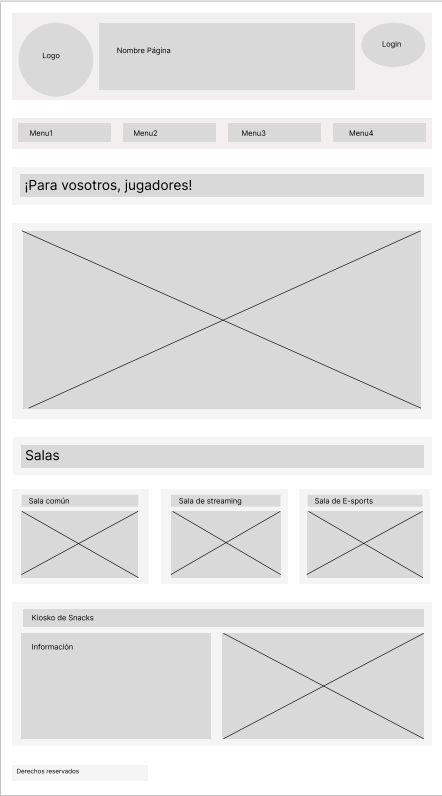 Logo
Nombre Página
Login
Menu1
Menu2
Menu3
Menu4
¡Para vosotros, jugadores!
Salas
Sala común
Sala de streaming
Sala de E-sports
Kiosko de Snacks
Información
Derechos reservados